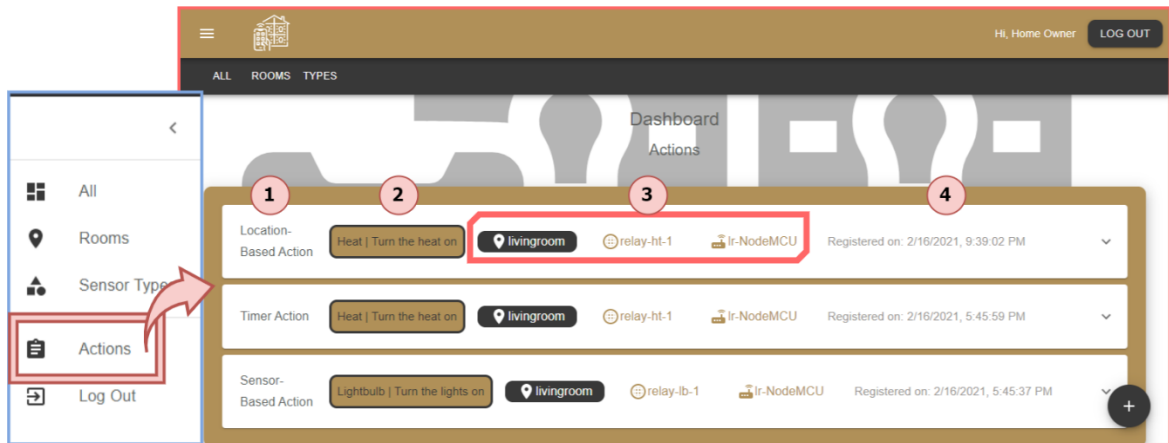 Hi, Home Owner LOG OUT
ALL ROOMS TYPES
Dashboard
Actions
All
Rooms
Sensor Type
Actions
Log Out
1 2 3 4
Location-
Based Action
Heat | Turn the heat on livingroom relay-ht-1 lr-NodeMCU Registered on: 2/16/2021, 9:39:02 PM
Timer Action Heat | Turn the heat on livingroom relay-ht-1 lr-NodeMCU Registered on: 2/16/2021, 5:45:59 PM
Sensor-
Based Action
Lightbulb | Turn the lights on livingroom relay-lb-1 lr-NodeMCU Registered on: 2/16/2021, 5:45:37 PM
+